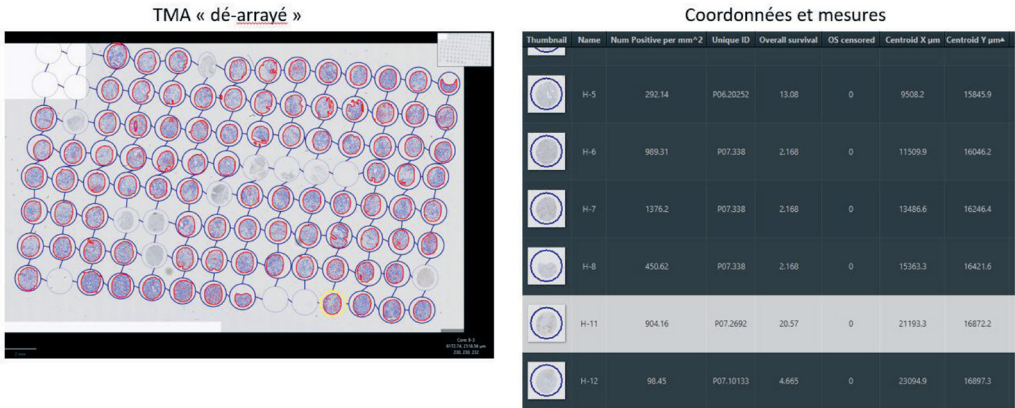 TMA « dé-arrayé »
Coordonnées et mesures
Thumbnail Name Num Positive per mm^2 Unique ID Overall survival OS censored Centroid X µm Centroid Y µm▲
H-5 292.14 P06.20252 13.08 0 9508.2 15845.9
H-6 989.31 P07.338 2.168 0 11509.9 16046.2
H-7 1376.2 P07.338 2.168 0 13486.6 16246.4
H-8 450.62 P07.338 2.168 0 15363.3 16421.6
H-11 904.16 P07.2692 20.57 0 21193.3 16872.2
H-12 98.45 P07.10133 4.665 0 23094.9 16897.3
2 mm